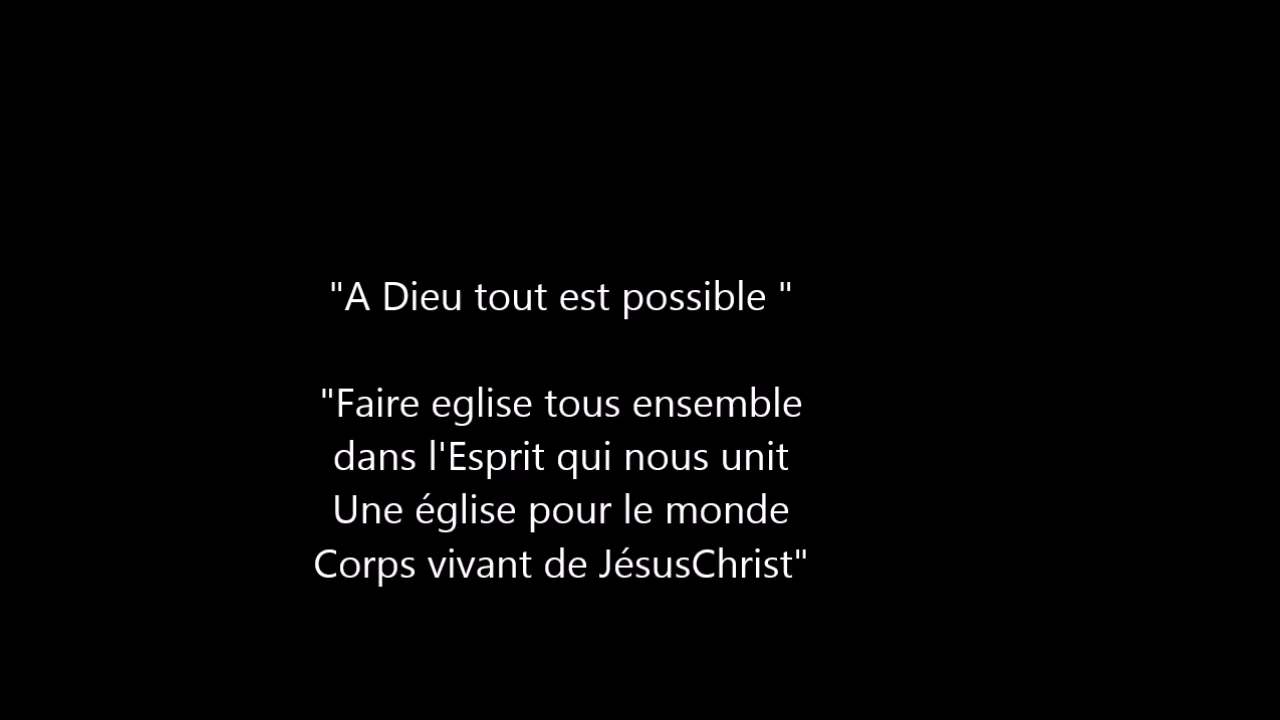 "A Dieu tout est possible "
"Faire eglise tous ensemble
dans l'Esprit qui nous unit
Une église pour le monde
Corps vivant de JésusChrist"